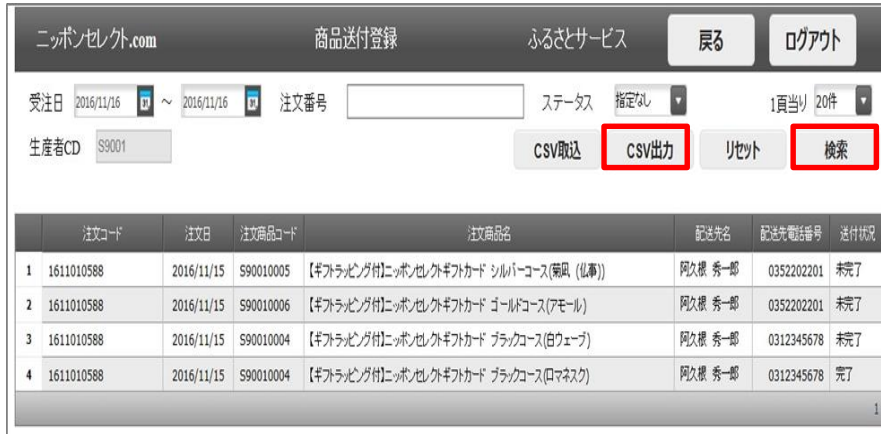 ニッポンセレクト.com 商品送付登録 ふるさとサービス 戻る ログアウト
受注日 2016/11/16 31 ~ 2016/11/16 31 注文番号 ステータス 指定なし 1頁当り 20件
生産者CD S9001 CSV取込 CSV出力 リセット 検索
注文コード 注文日 注文商品コード 注文商品名 配送先名 配送先電話番号 送付状況
1 1611010588 2016/11/15 S90010005 【ギフトラッピング付】ニッポンセレクトギフトカード シルバーコース(菊凪 (仏事)) 阿久根 秀一郎 0352202201 未完了
2 1611010588 2016/11/15 S90010006 【ギフトラッピング付】ニッポンセレクトギフトカード ゴールドコース(アモール) 阿久根 秀一郎 0352202201 未完了
3 1611010588 2016/11/15 S90010004 【ギフトラッピング付】ニッポンセレクトギフトカード ブラックコース(白ウェーブ) 阿久根 秀一郎 0312345678 未完了
4 1611010588 2016/11/15 S90010004 【ギフトラッピング付】ニッポンセレクトギフトカード ブラックコース(ロマネスク) 阿久根 秀一郎 0312345678 完了
1